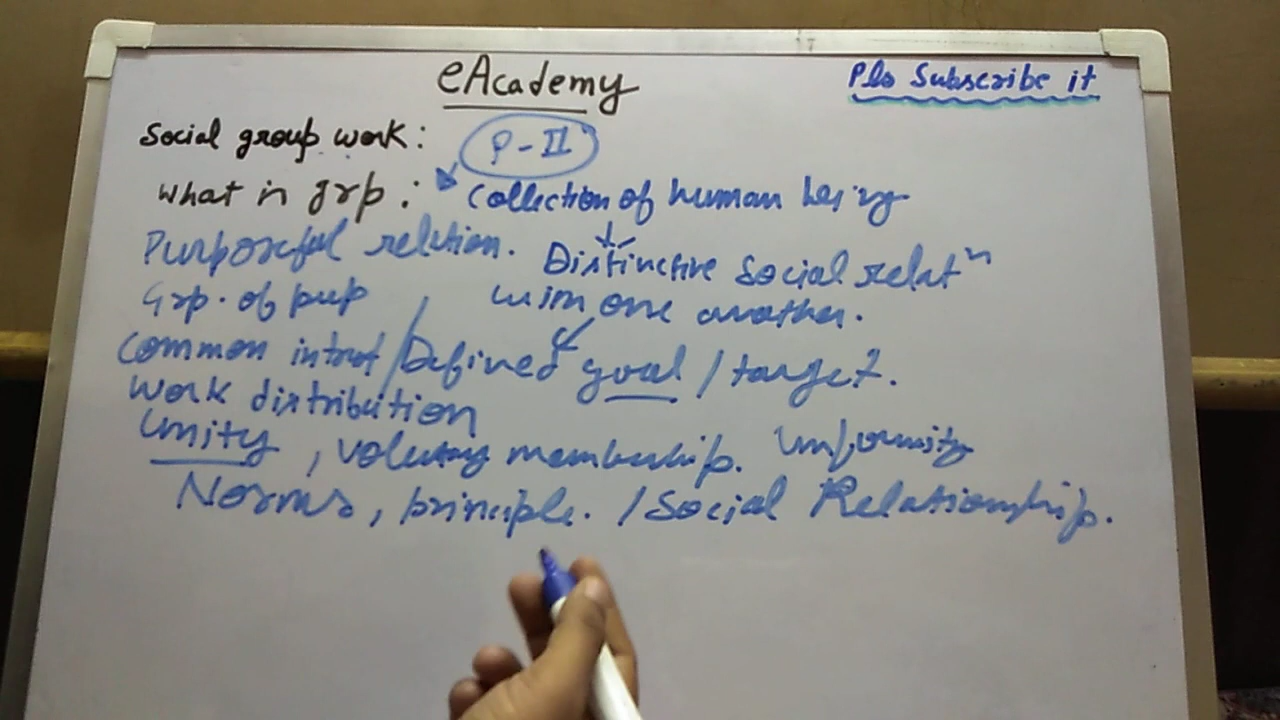 eAcademy
Pls Subscribe it
Social group work:
P-II
What is grp : Collection of human being
Purposeful relation. Distinctive social relatn
Grp. of pep / with one another.
Common intrest / Defined goal / target.
Work distribution
Unity, voluntary membership. Uniformity
Norms, principle. / Social Relationship.